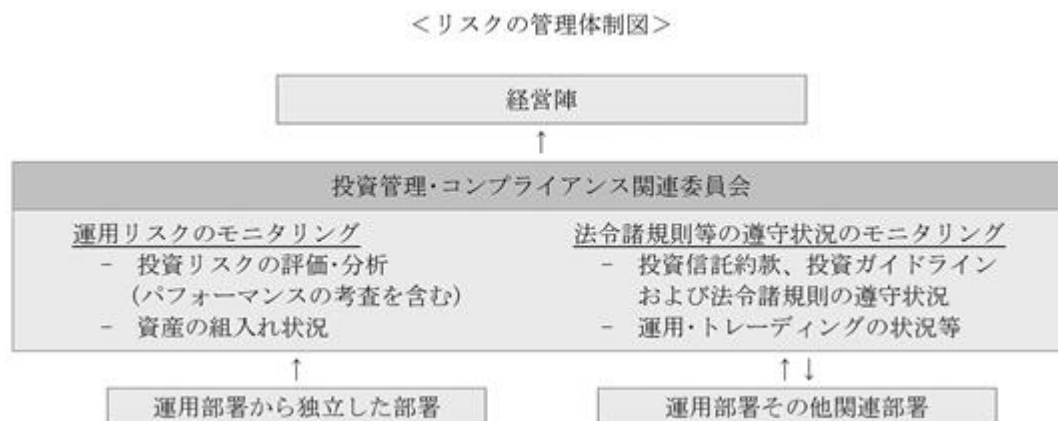 ＜リスクの管理体制図＞
経営陣
↑
投資管理･コンプライアンス関連委員会
運用リスクのモニタリング
− 投資リスクの評価･分析
(パフォーマンスの考査を含む)
− 資産の組入れ状況
法令諸規則等の遵守状況のモニタリング
− 投資信託約款、投資ガイドライン
および法令諸規則の遵守状況
− 運用･トレーディングの状況等
↑
↑↓
運用部署から独立した部署
運用部署その他関連部署